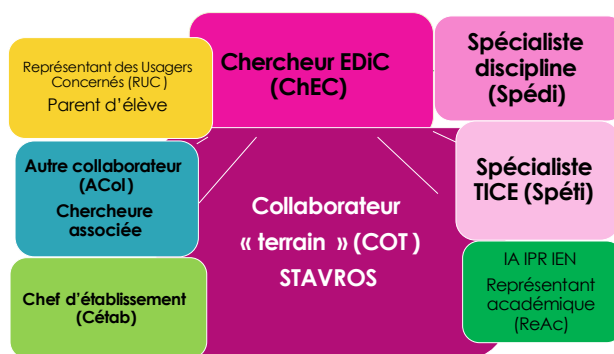 Représentant des Usagers
Concernés (RUC)
Parent d’élève
Chercheur EDiC
(ChEC)
Spécialiste
discipline
(Spédi)
Autre collaborateur
(ACol)
Chercheure
associée
Collaborateur
« terrain » (COT)
STAVROS
Spécialiste
TICE (Spéti)
Chef d’établissement
(Cétab)
IA IPR IEN
Représentant
académique
(ReAc)